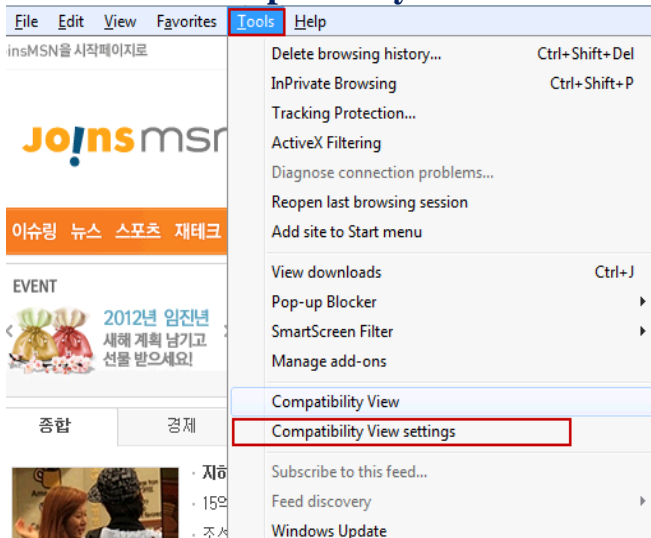 File Edit View Favorites Tools Help
insMSN을 시작페이지로
Delete browsing history... Ctrl+Shift+Del
InPrivate Browsing Ctrl+Shift+P
Tracking Protection...
Joins msn
ActiveX Filtering
Diagnose connection problems...
Reopen last browsing session
이슈링 뉴스 스포츠 재테크
Add site to Start menu
View downloads Ctrl+J
EVENT
Pop-up Blocker
2012년 임진년
새해 계획 남기고
선물 받으세요!
SmartScreen Filter
Manage add-ons
Compatibility View
종합 경제
Compatibility View settings
Subscribe to this feed...
Feed discovery
Windows Update